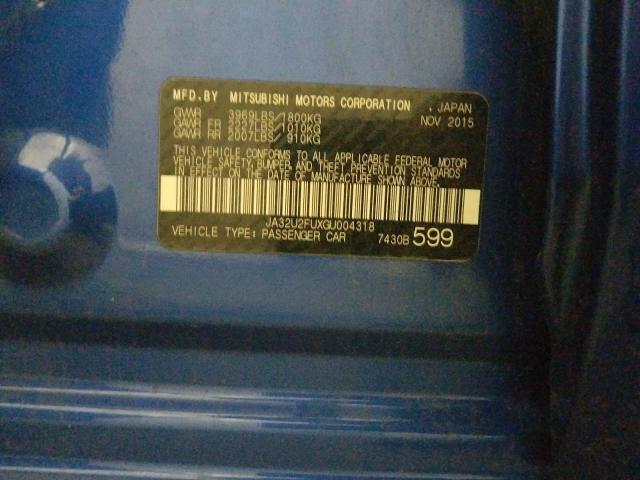 MFD.BY MITSUBISHI MOTORS CORPORATION , JAPAN
GVWR 3969LBS/1800KG NOV 2015
GAWR FR 2227LBS/1010KG
GAWR RR 2007LBS/ 910KG
THIS VEHICLE CONFORMS TO ALL APPLICABLE FEDERAL MOTOR
VEHICLE SAFETY,BUMPER AND THEFT PREVENTION STANDARDS
IN EFFECT ON THE DATE OF MANUFACTURE SHOWN ABOVE.
JA32U2FUXGU004318
VEHICLE TYPE: PASSENGER CAR 7430B 599